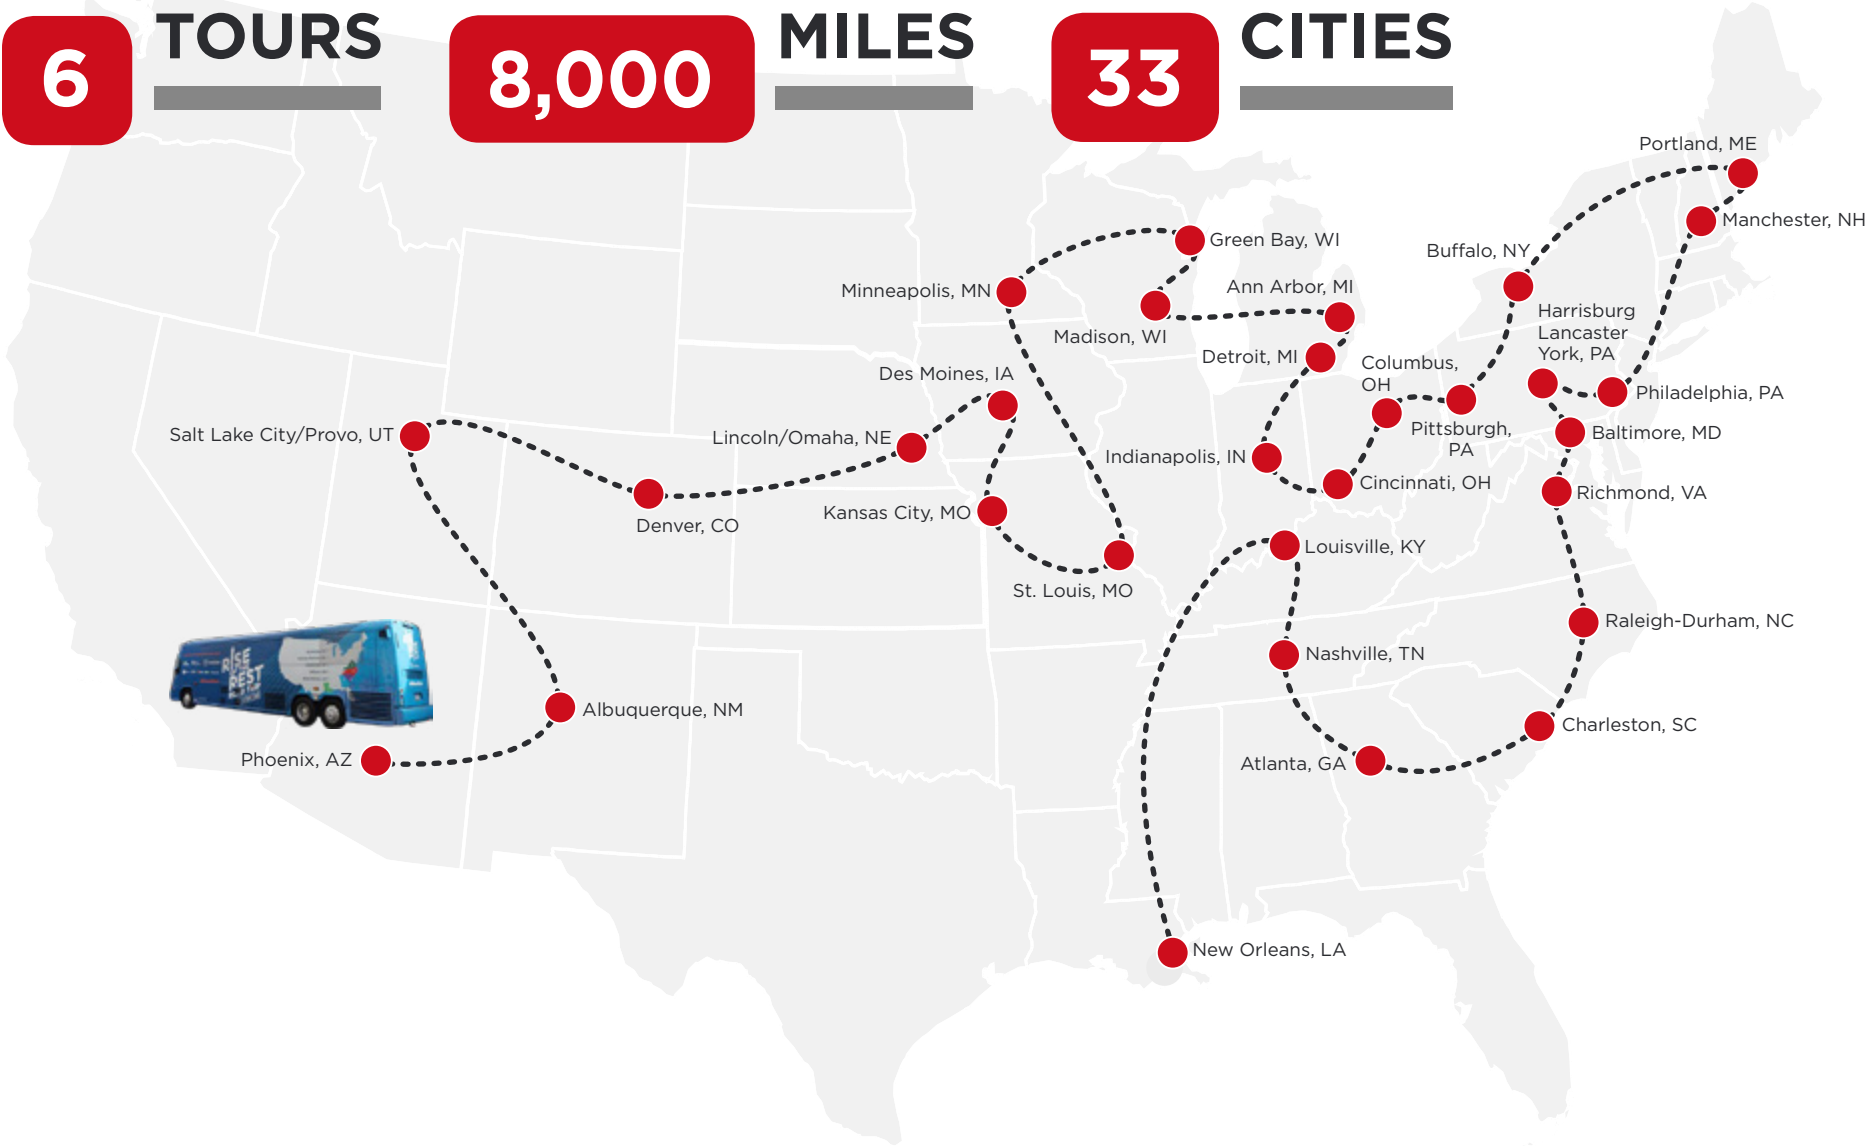 6 TOURS
8,000 MILES
33 CITIES
Portland, ME
Manchester, NH
Buffalo, NY
Green Bay, WI
Minneapolis, MN
Ann Arbor, MI
Harrisburg
Lancaster
York, PA
Madison, WI
Detroit, MI
Columbus,
OH
Des Moines, IA
Philadelphia, PA
Pittsburgh,
PA
Baltimore, MD
Salt Lake City/Provo, UT
Lincoln/Omaha, NE
Indianapolis, IN
Cincinnati, OH
Richmond, VA
Denver, CO
Kansas City, MO
Louisville, KY
St. Louis, MO
Raleigh-Durham, NC
Nashville, TN
Albuquerque, NM
Charleston, SC
Phoenix, AZ
Atlanta, GA
New Orleans, LA